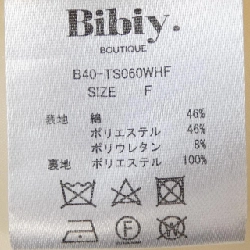 Bibiy.
BOUTIQUE
B40-TS060WHF
SIZE F
表地 綿 46%
ポリエステル 46%
ポリウレタン 8%
裏地 ポリエステル 100%
F
W